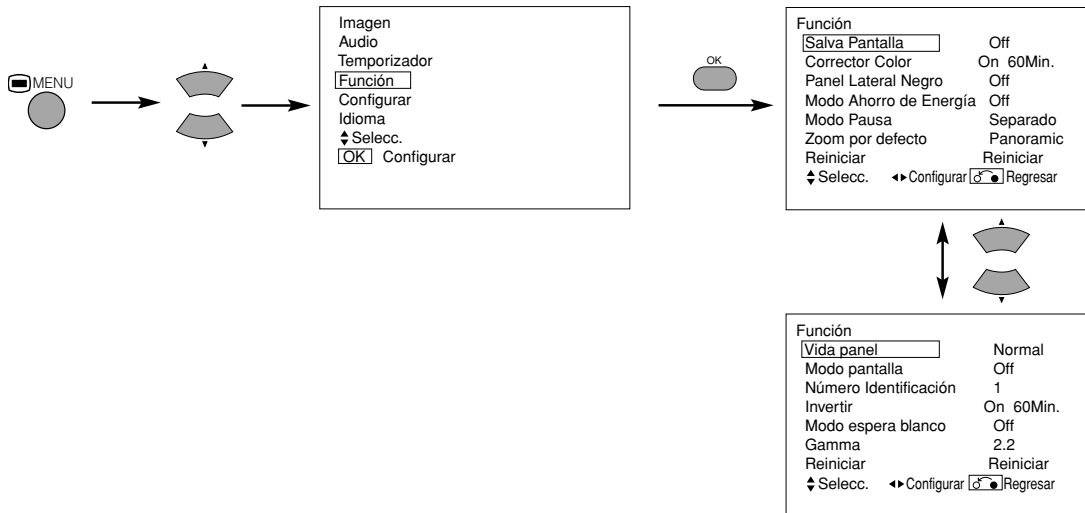 MENU
Imagen
Audio
Temporizador
Función
Configurar
Idioma
Selecc.
OK Configurar
OK
Función
Salva Pantalla Off
Corrector Color On 60Min.
Panel Lateral Negro Off
Modo Ahorro de Energía Off
Modo Pausa Separado
Zoom por defecto Panoramic
Reiniciar Reiniciar
Selecc. Configurar Regresar
Función
Vida panel Normal
Modo pantalla Off
Número Identificación 1
Invertir On 60Min.
Modo espera blanco Off
Gamma 2.2
Reiniciar Reiniciar
Selecc. Configurar Regresar